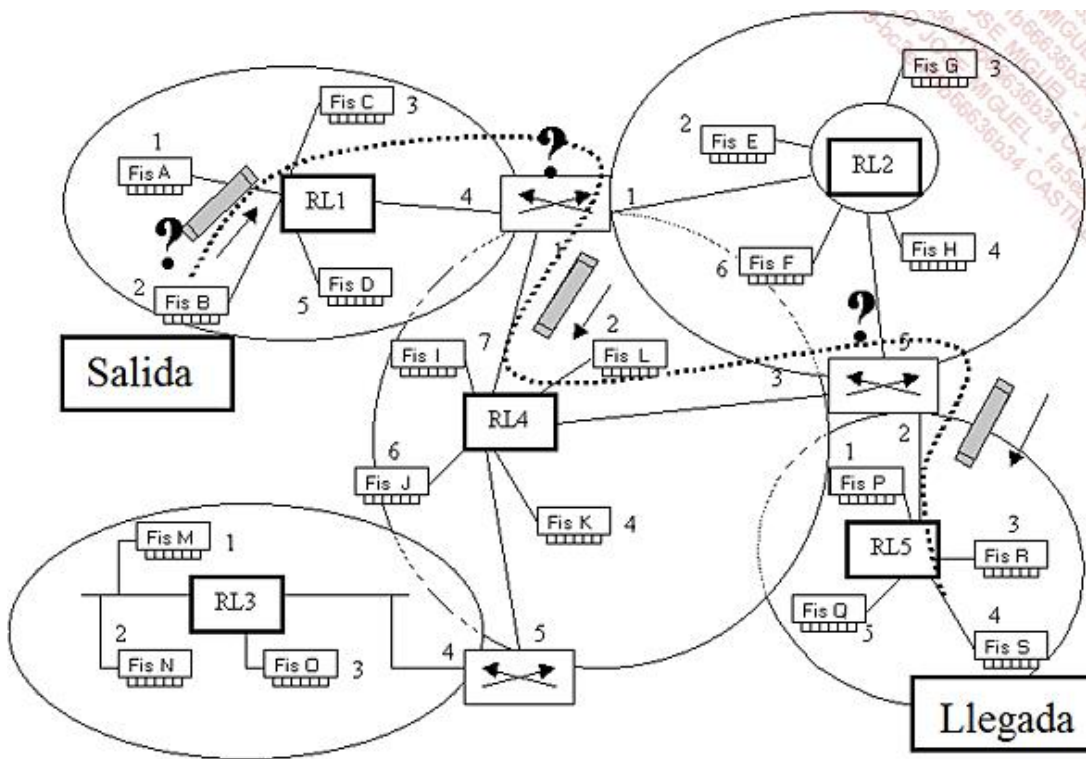 Fis C
3
Fis G
3
1
Fis A
2
Fis E
RL2
RL1
4
?
1
?
2
Fis B
5
Fis D
6
Fis F
Fis H
4
1
?
Salida
7
2
Fis I
Fis L
3
5
RL4
2
6
1
Fis J
Fis P
Fis K
4
3
Fis M
1
RL5
Fis R
RL3
4
2
5
Fis Q
5
Fis N
Fis O
3
4
Fis S
Llegada